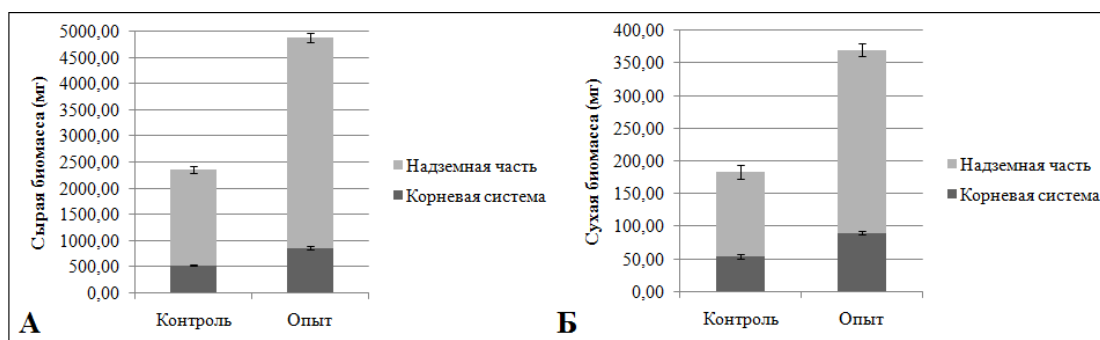 Сырая биомасса (мг)
5000,00
4500,00
4000,00
3500,00
3000,00
2500,00
2000,00
1500,00
1000,00
500,00
0,00
Контроль
Опыт
Надземная часть
Корневая система
А
Сухая биомасса (мг)
400,00
350,00
300,00
250,00
200,00
150,00
100,00
50,00
0,00
Контроль
Опыт
Надземная часть
Корневая система
Б